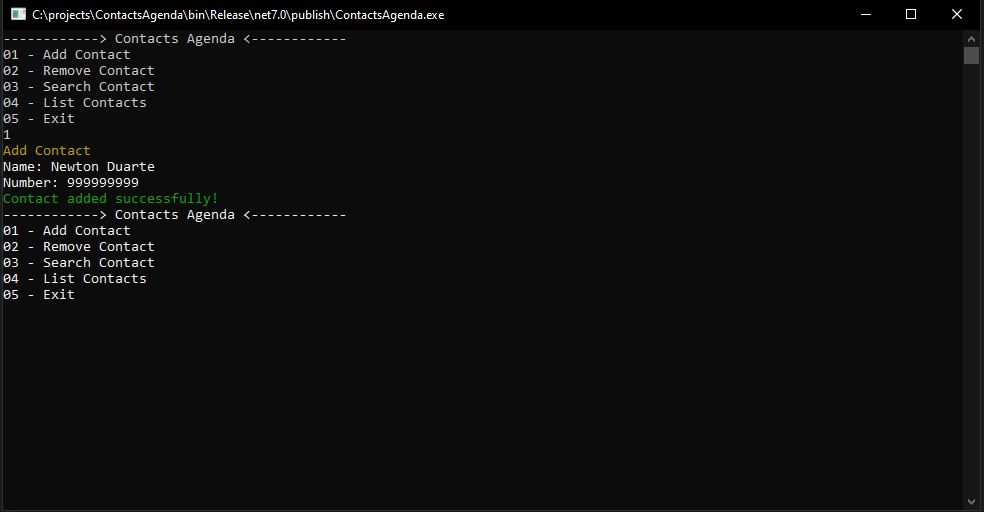 C:\projects\ContactsAgenda\bin\Release\net7.0\publish\ContactsAgenda.exe
------------> Contacts Agenda <------------
01 - Add Contact
02 - Remove Contact
03 - Search Contact
04 - List Contacts
05 - Exit
1
Add Contact
Name: Newton Duarte
Number: 999999999
Contact added successfully!
------------> Contacts Agenda <------------
01 - Add Contact
02 - Remove Contact
03 - Search Contact
04 - List Contacts
05 - Exit